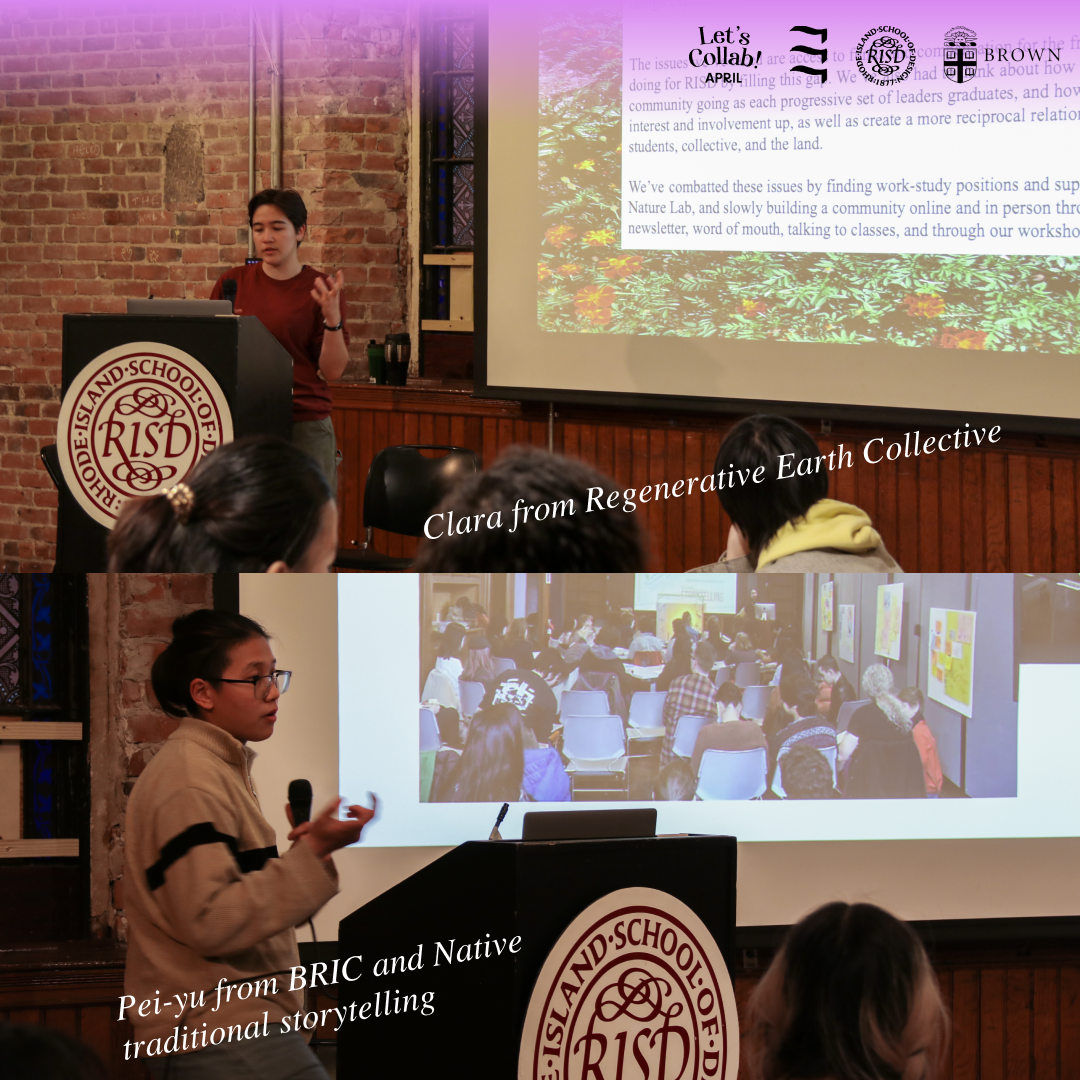 Let's
Collab!
APRIL
RHODE·ISLAND·SCHOOL·OF·DESIGN·1877
RISD
BROWN
The issues are access to for the
doing for RISD by filling this gap. We had think about how
community going as each progressive set of leaders graduates, and how
interest and involvement up, as well as create a more reciprocal relation
students, collective, and the land.
We've combatted these issues by finding work-study positions and sup
Nature Lab, and slowly building a community online and in person thro
newsletter, word of mouth, talking to classes, and through our worksho
RHODE·ISLAND·SCHOOL·OF·D
RISD
Clara from Regenerative Earth Collective
Pei-yu from BRIC and Native
traditional storytelling
E·ISLAND·SCHOOL·OF·D
RISD